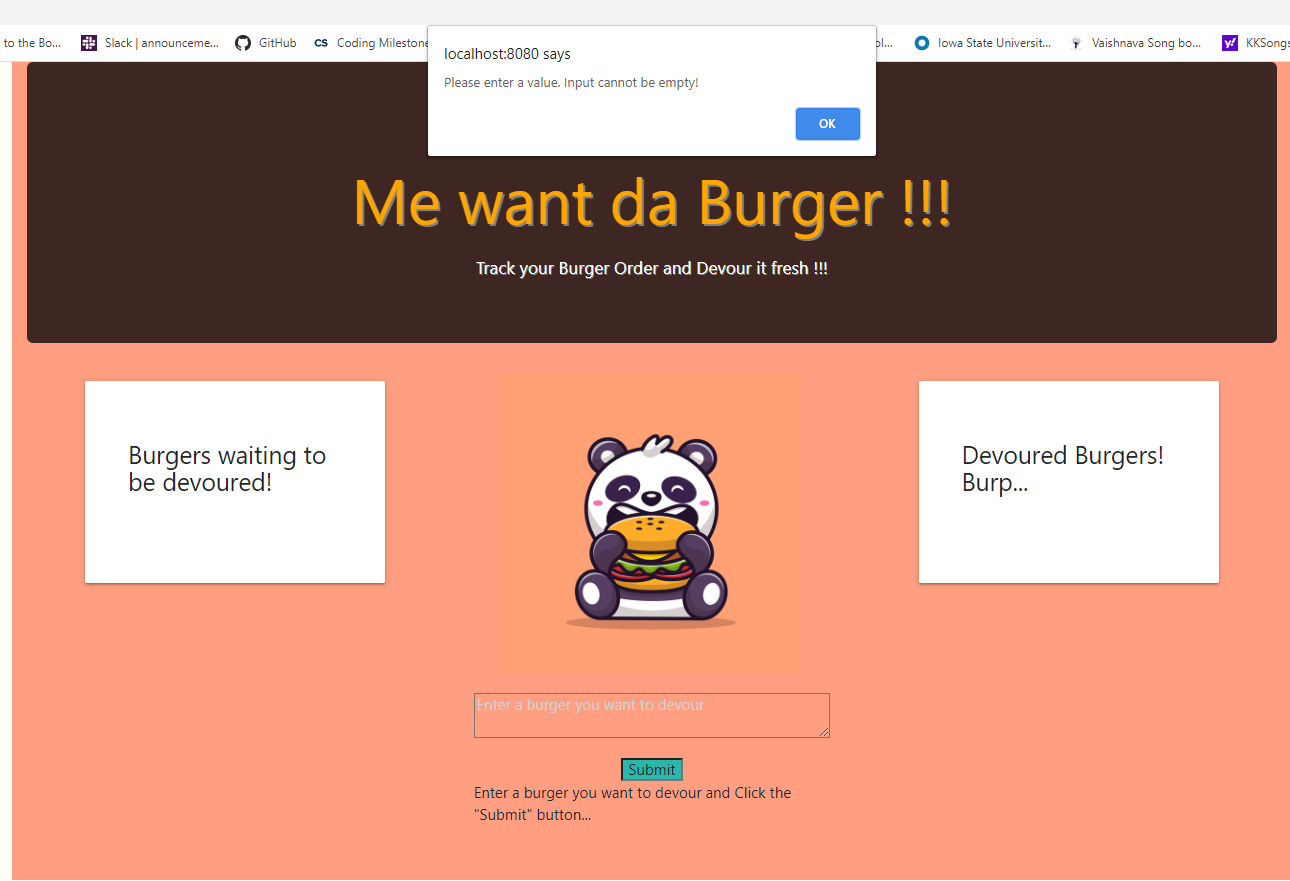 to the Bo...
Slack | announceme...
GitHub
CS Coding Milestone
ol...
Iowa State Universit...
Vaishnava Song bo...
y! KKSongs
localhost:8080 says
Please enter a value. Input cannot be empty!
OK
Me want da Burger !!!
Track your Burger Order and Devour it fresh !!!
Burgers waiting to
be devoured!
Devoured Burgers!
Burp...
Enter a burger you want to devour
Submit
Enter a burger you want to devour and Click the
"Submit" button...